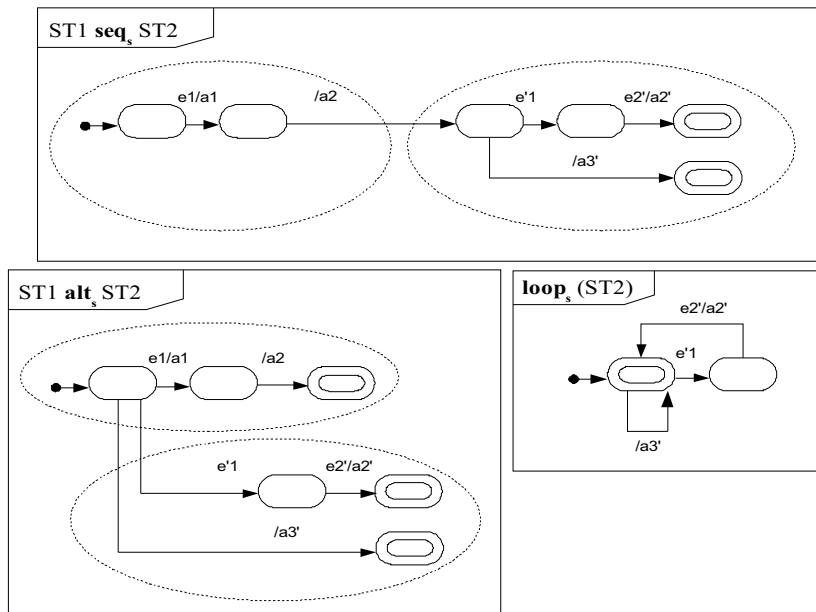 ST1 seqs ST2
e1/a1
/a2
e'1
e2'/a2'
/a3'
ST1 alts ST2
e1/a1
/a2
e'1
e2'/a2'
/a3'
loops (ST2)
e2'/a2'
e'1
/a3'